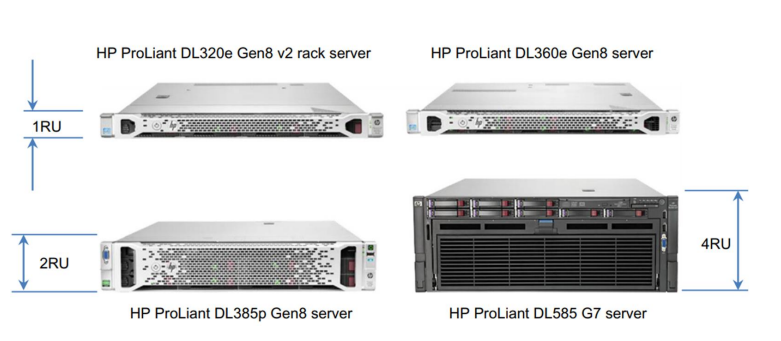 HP ProLiant DL320e Gen8 v2 rack server
HP ProLiant DL360e Gen8 server
1RU
2RU
4RU
HP ProLiant DL385p Gen8 server
HP ProLiant DL585 G7 server